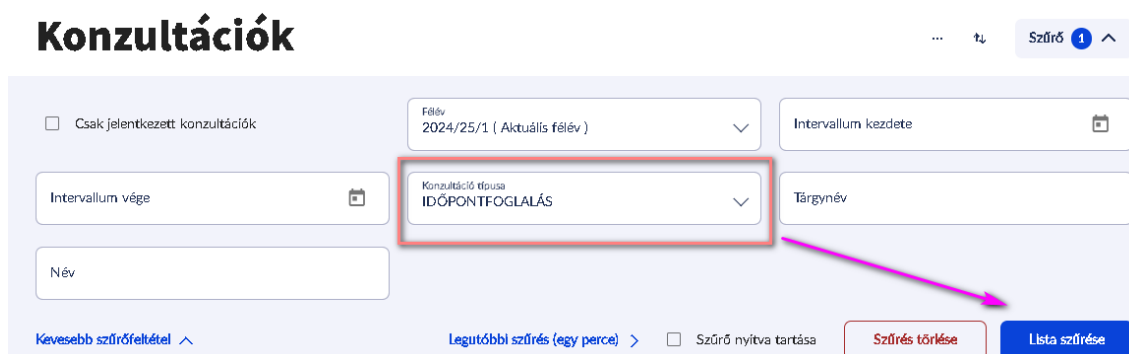 Konzultációk
... Szűrő 1
Csak jelentkezett konzultációk
Félév
2024/25/1 ( Aktuális félév )
Intervallum kezdete
Intervallum vége
Konzultáció típusa
IDŐPONTFOGLALÁS
Tárgynév
Név
Kevesebb szűrőfeltétel
Legutóbbi szűrés (egy perce)
Szűrő nyitva tartása
Szűrés törlése
Lista szűrése